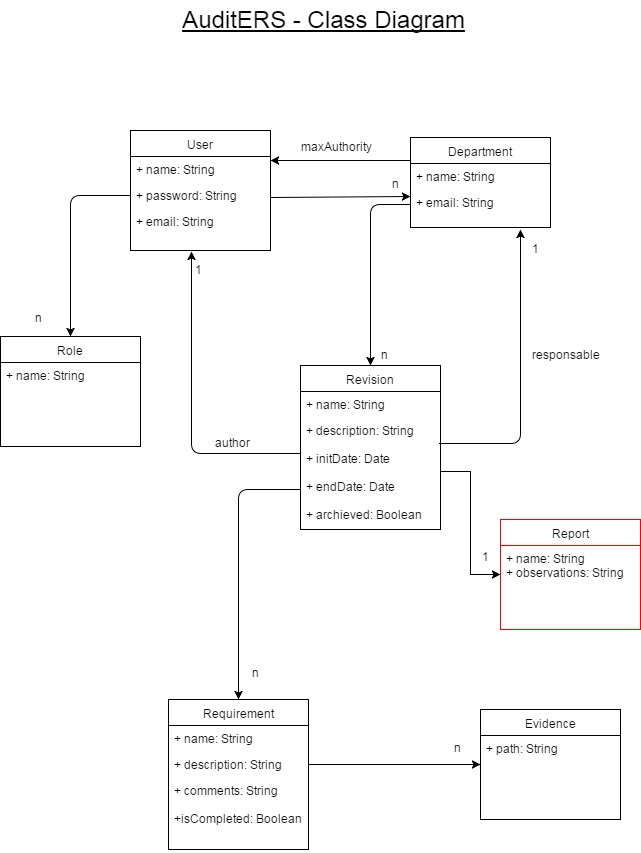 AuditERS - Class Diagram
User
+ name: String
+ password: String
+ email: String
maxAuthority
n
Department
+ name: String
+ email: String
1
n
Role
+ name: String
1
responsable
n
Revision
+ name: String
+ description: String
+ initDate: Date
+ endDate: Date
+ archieved: Boolean
author
Report
+ name: String
+ observations: String
1
n
Requirement
+ name: String
+ description: String
+ comments: String
+isCompleted: Boolean
n
Evidence
+ path: String